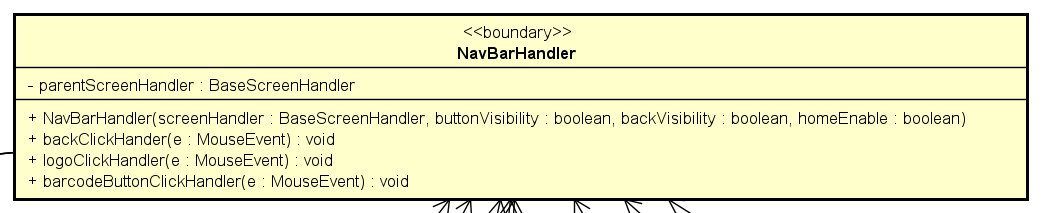 <<boundary>>
NavBarHandler
- parentScreenHandler : BaseScreenHandler
+ NavBarHandler(screenHandler : BaseScreenHandler, buttonVisibility : boolean, backVisibility : boolean, homeEnable : boolean)
+ backClickHander(e : MouseEvent) : void
+ logoClickHandler(e : MouseEvent) : void
+ barcodeButtonClickHandler(e : MouseEvent) : void